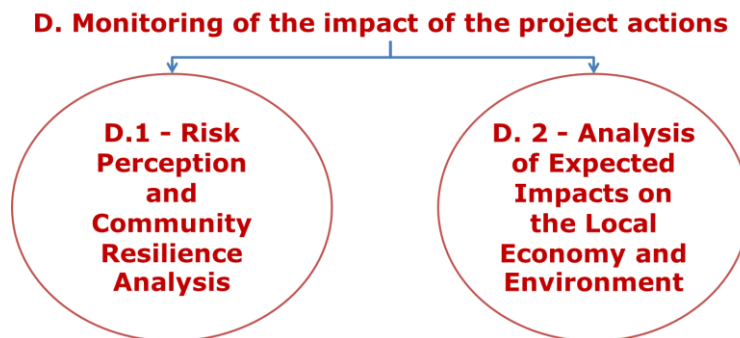 D. Monitoring of the impact of the project actions
D.1 - Risk
Perception
and
Community
Resilience
Analysis
D. 2 - Analysis
of Expected
Impacts on
the Local
Economy and
Environment